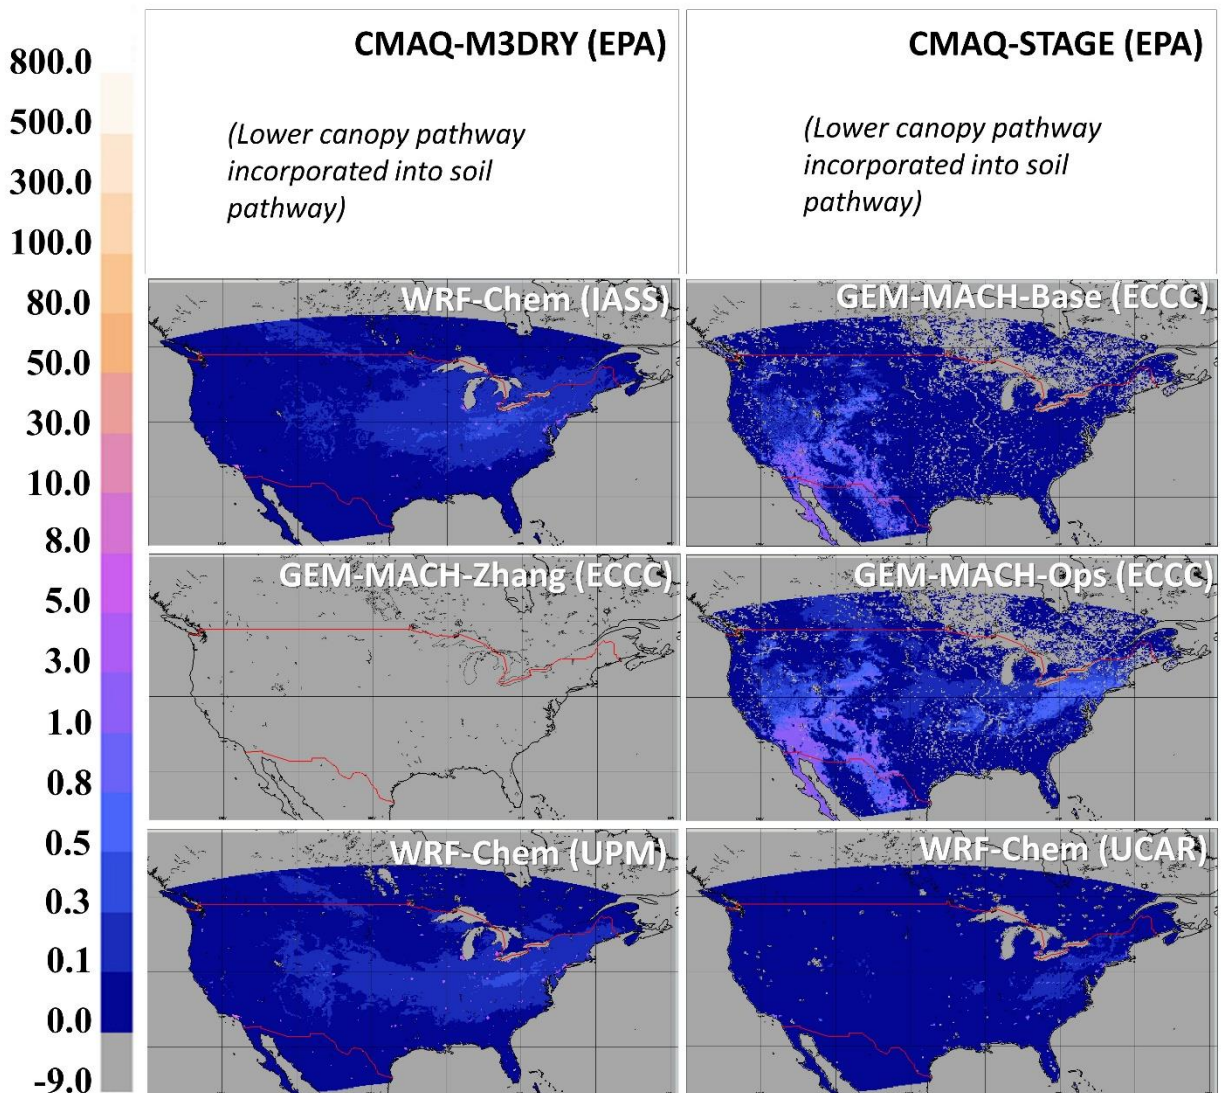 800.0
500.0
300.0
100.0
80.0
50.0
30.0
10.0
8.0
5.0
3.0
1.0
0.8
0.5
0.3
0.1
0.0
-9.0
CMAQ-M3DRY (EPA)
(Lower canopy pathway
incorporated into soil
pathway)
CMAQ-STAGE (EPA)
(Lower canopy pathway
incorporated into soil
pathway)
WRF-Chem (IASS)
GEM-MACH-Base (ECCC)
GEM-MACH-Zhang (ECCC)
GEM-MACH-Ops (ECCC)
WRF-Chem (UPM)
WRF-Chem (UCAR)